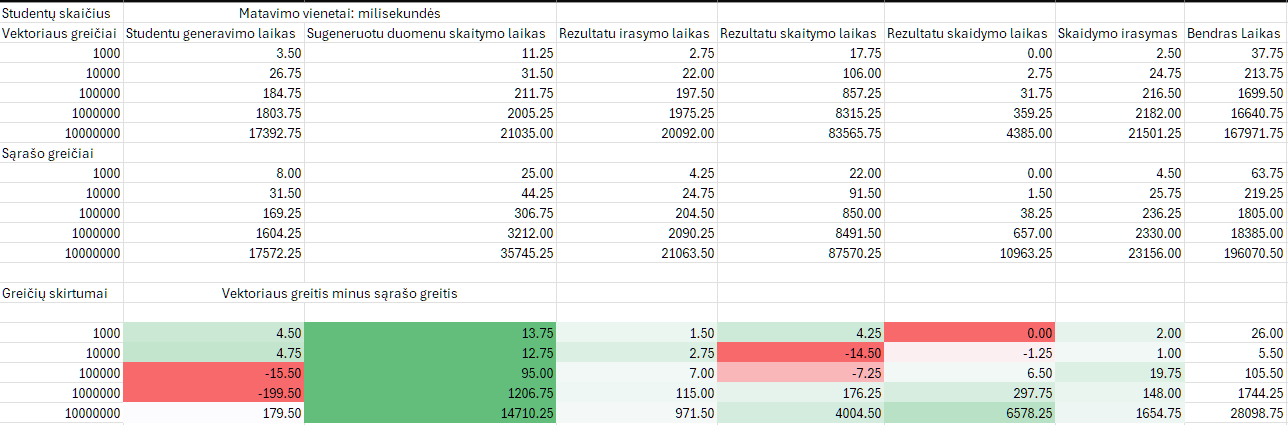 Studentų skaičius Matavimo vienetai: milisekundės
Vektoriaus greičiai Studentu generavimo laikas Sugeneruotu duomenu skaitymo laikas Rezultatu irasymo laikas Rezultatu skaitymo laikas Rezultatu skaidymo laikas Skaidymo irasymas Bendras Laikas
1000 3.50 11.25 2.75 17.75 0.00 2.50 37.75
10000 26.75 31.50 22.00 106.00 2.75 24.75 213.75
100000 184.75 211.75 197.50 857.25 31.75 216.50 1699.50
1000000 1803.75 2005.25 1975.25 8315.25 359.25 2182.00 16640.75
10000000 17392.75 21035.00 20092.00 83565.75 4385.00 21501.25 167971.75
Sąrašo greičiai
1000 8.00 25.00 4.25 22.00 0.00 4.50 63.75
10000 31.50 44.25 24.75 91.50 1.50 25.75 219.25
100000 169.25 306.75 204.50 850.00 38.25 236.25 1805.00
1000000 1604.25 3212.00 2090.25 8491.50 657.00 2330.00 18385.00
10000000 17572.25 35745.25 21063.50 87570.25 10963.25 23156.00 196070.50
Greičių skirtumai Vektoriaus greitis minus sąrašo greitis
1000 4.50 13.75 1.50 4.25 0.00 2.00 26.00
10000 4.75 12.75 2.75 -14.50 -1.25 1.00 5.50
100000 -15.50 95.00 7.00 -7.25 6.50 19.75 105.50
1000000 -199.50 1206.75 115.00 176.25 297.75 148.00 1744.25
10000000 179.50 14710.25 971.50 4004.50 6578.25 1654.75 28098.75